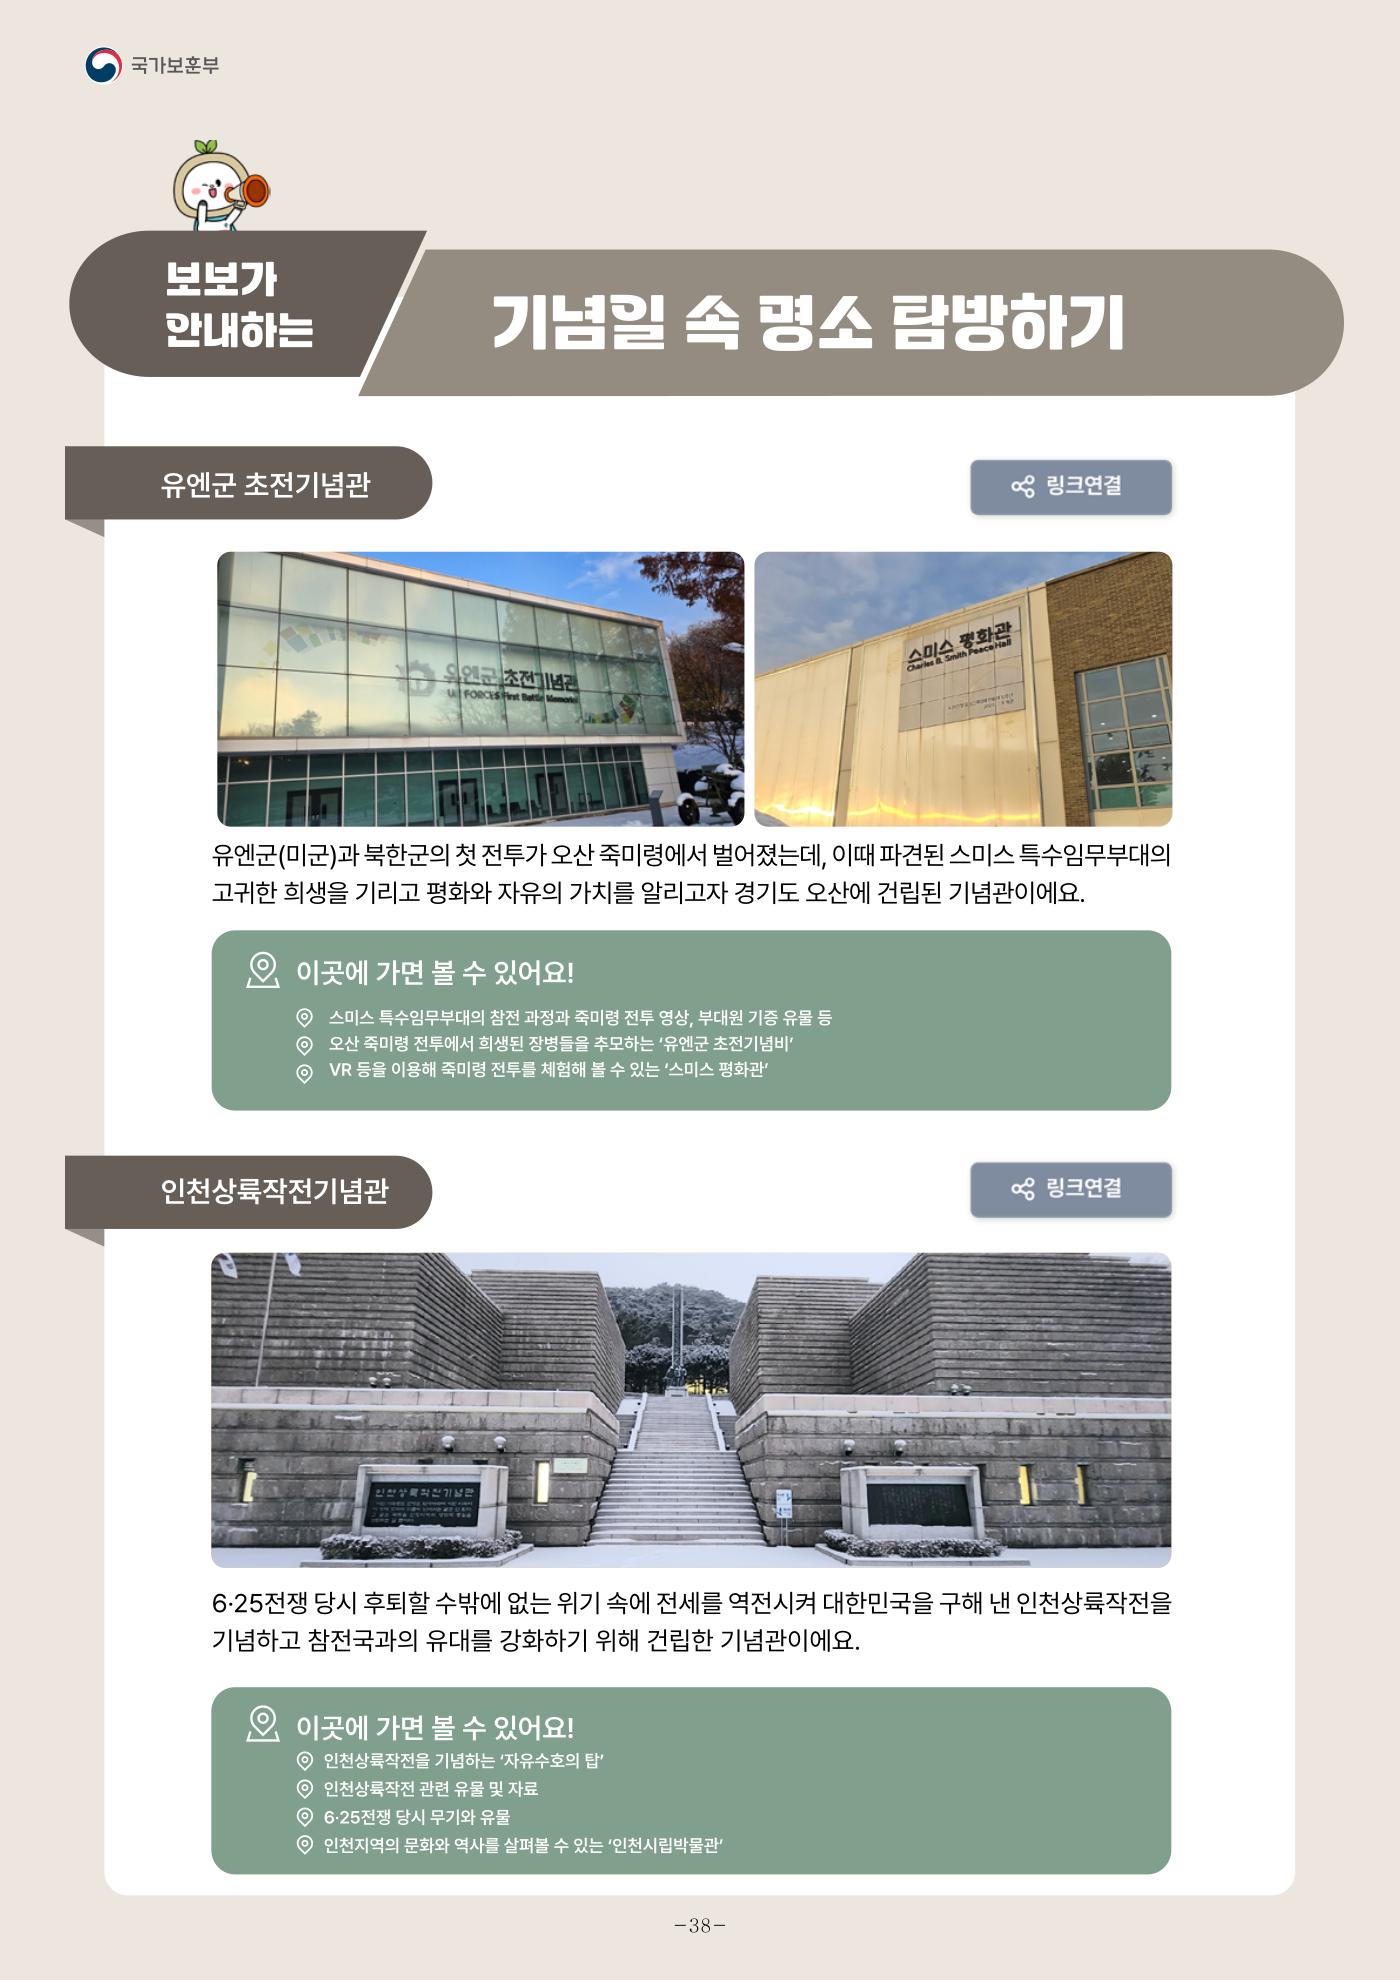 국가보훈부
보보가
안내하는
기념일 속 명소 탐방하기
유엔군 초전기념관
링크연결
유엔군 초전기념관
U.N. FORCES First Battle Memorial
스미스 평화관
Charles B. Smith Peace Hall
유엔군(미군)과 북한군의 첫 전투가 오산 죽미령에서 벌어졌는데, 이때 파견된 스미스 특수임무부대의
고귀한 희생을 기리고 평화와 자유의 가치를 알리고자 경기도 오산에 건립된 기념관이에요.
이곳에 가면 볼 수 있어요!
스미스 특수임무부대의 참전 과정과 죽미령 전투 영상, 부대원 기증 유물 등
오산 죽미령 전투에서 희생된 장병들을 추모하는 ‘유엔군 초전기념비’
VR 등을 이용해 죽미령 전투를 체험해 볼 수 있는 ‘스미스 평화관’
인천상륙작전기념관
링크연결
인천상륙작전기념관
6·25전쟁 당시 후퇴할 수밖에 없는 위기 속에 전세를 역전시켜 대한민국을 구해 낸 인천상륙작전을
기념하고 참전국과의 유대를 강화하기 위해 건립한 기념관이에요.
이곳에 가면 볼 수 있어요!
인천상륙작전을 기념하는 ‘자유수호의 탑’
인천상륙작전 관련 유물 및 자료
6·25전쟁 당시 무기와 유물
인천지역의 문화와 역사를 살펴볼 수 있는 ‘인천시립박물관’
-38-